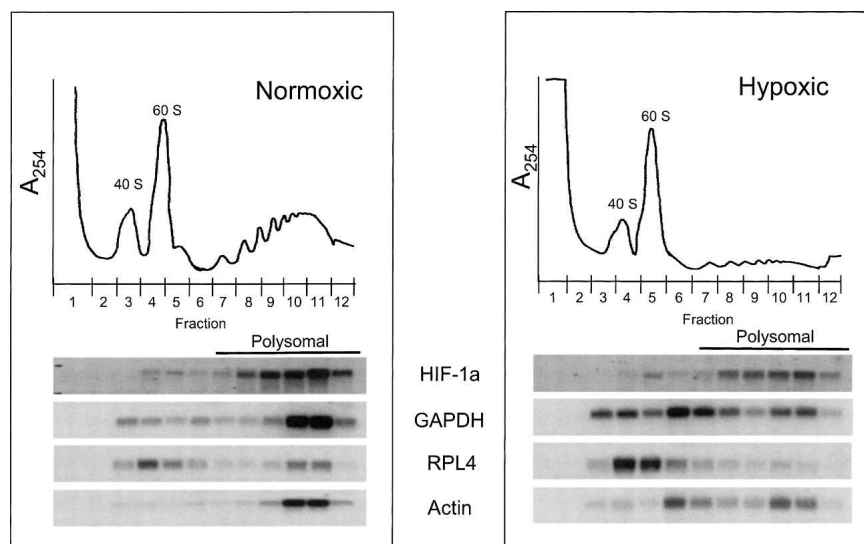 Normoxic
60 S
40 S
A254
1 2 3 4 5 6 7 8 9 10 11 12
Fraction
Polysomal
Hypoxic
60 S
40 S
A254
1 2 3 4 5 6 7 8 9 10 11 12
Fraction
Polysomal
HIF-1a
GAPDH
RPL4
Actin